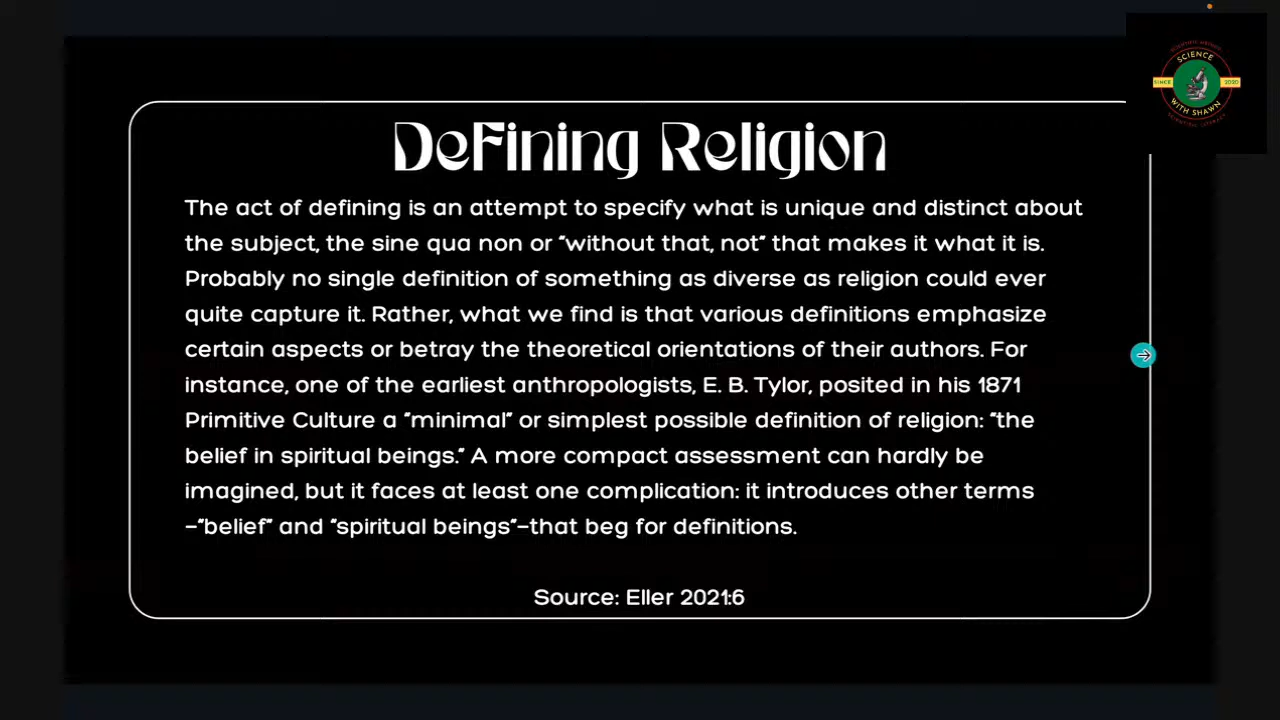 SCIENCE
SINCE 2020
WITH SHAWN
DeFining Religion
The act of defining is an attempt to specify what is unique and distinct about
the subject, the sine qua non or "without that, not" that makes it what it is.
Probably no single definition of something as diverse as religion could ever
quite capture it. Rather, what we find is that various definitions emphasize
certain aspects or betray the theoretical orientations of their authors. For
instance, one of the earliest anthropologists, E. B. Tylor, posited in his 1871
Primitive Culture a "minimal" or simplest possible definition of religion: "the
belief in spiritual beings." A more compact assessment can hardly be
imagined, but it faces at least one complication: it introduces other terms
–"belief" and "spiritual beings"–that beg for definitions.
Source: Eller 2021:6